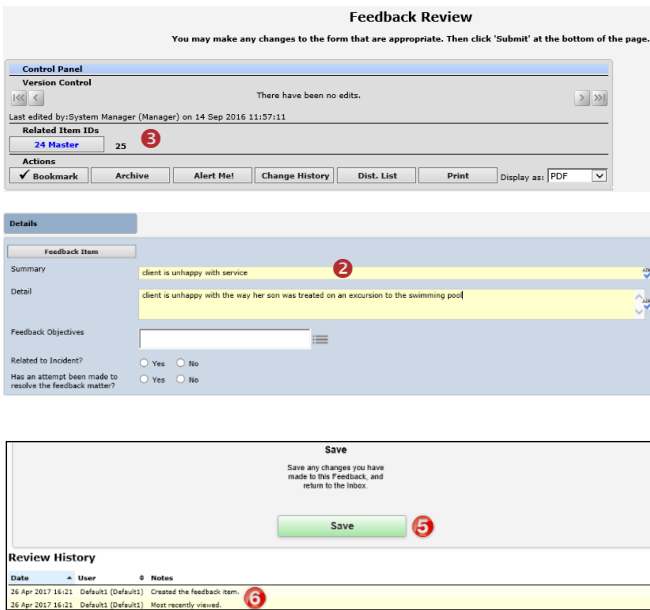 Feedback Review
You may make any changes to the form that are appropriate. Then click 'Submit' at the bottom of the page.
Control Panel
Version Control
There have been no edits.
Last edited by:System Manager (Manager) on 14 Sep 2016 11:57:11
Related Item IDs
24 Master 25 3
Actions
Bookmark Archive Alert Me! Change History Dist. List Print Display as: PDF
Details
Feedback Item
Summary client is unhappy with service 2
Detail client is unhappy with the way her son was treated on an excursion to the swimming pool
Feedback Objectives
Related to Incident? Yes No
Has an attempt been made to
resolve the feedback matter? Yes No
Save
Save any changes you have
made to this Feedback, and
return to the Inbox.
Save 5
Review History
Date User Notes
26 Apr 2017 16:21 Default1 (Default1) Created the feedback item.
6
26 Apr 2017 16:21 Default1 (Default1) Most recently viewed.